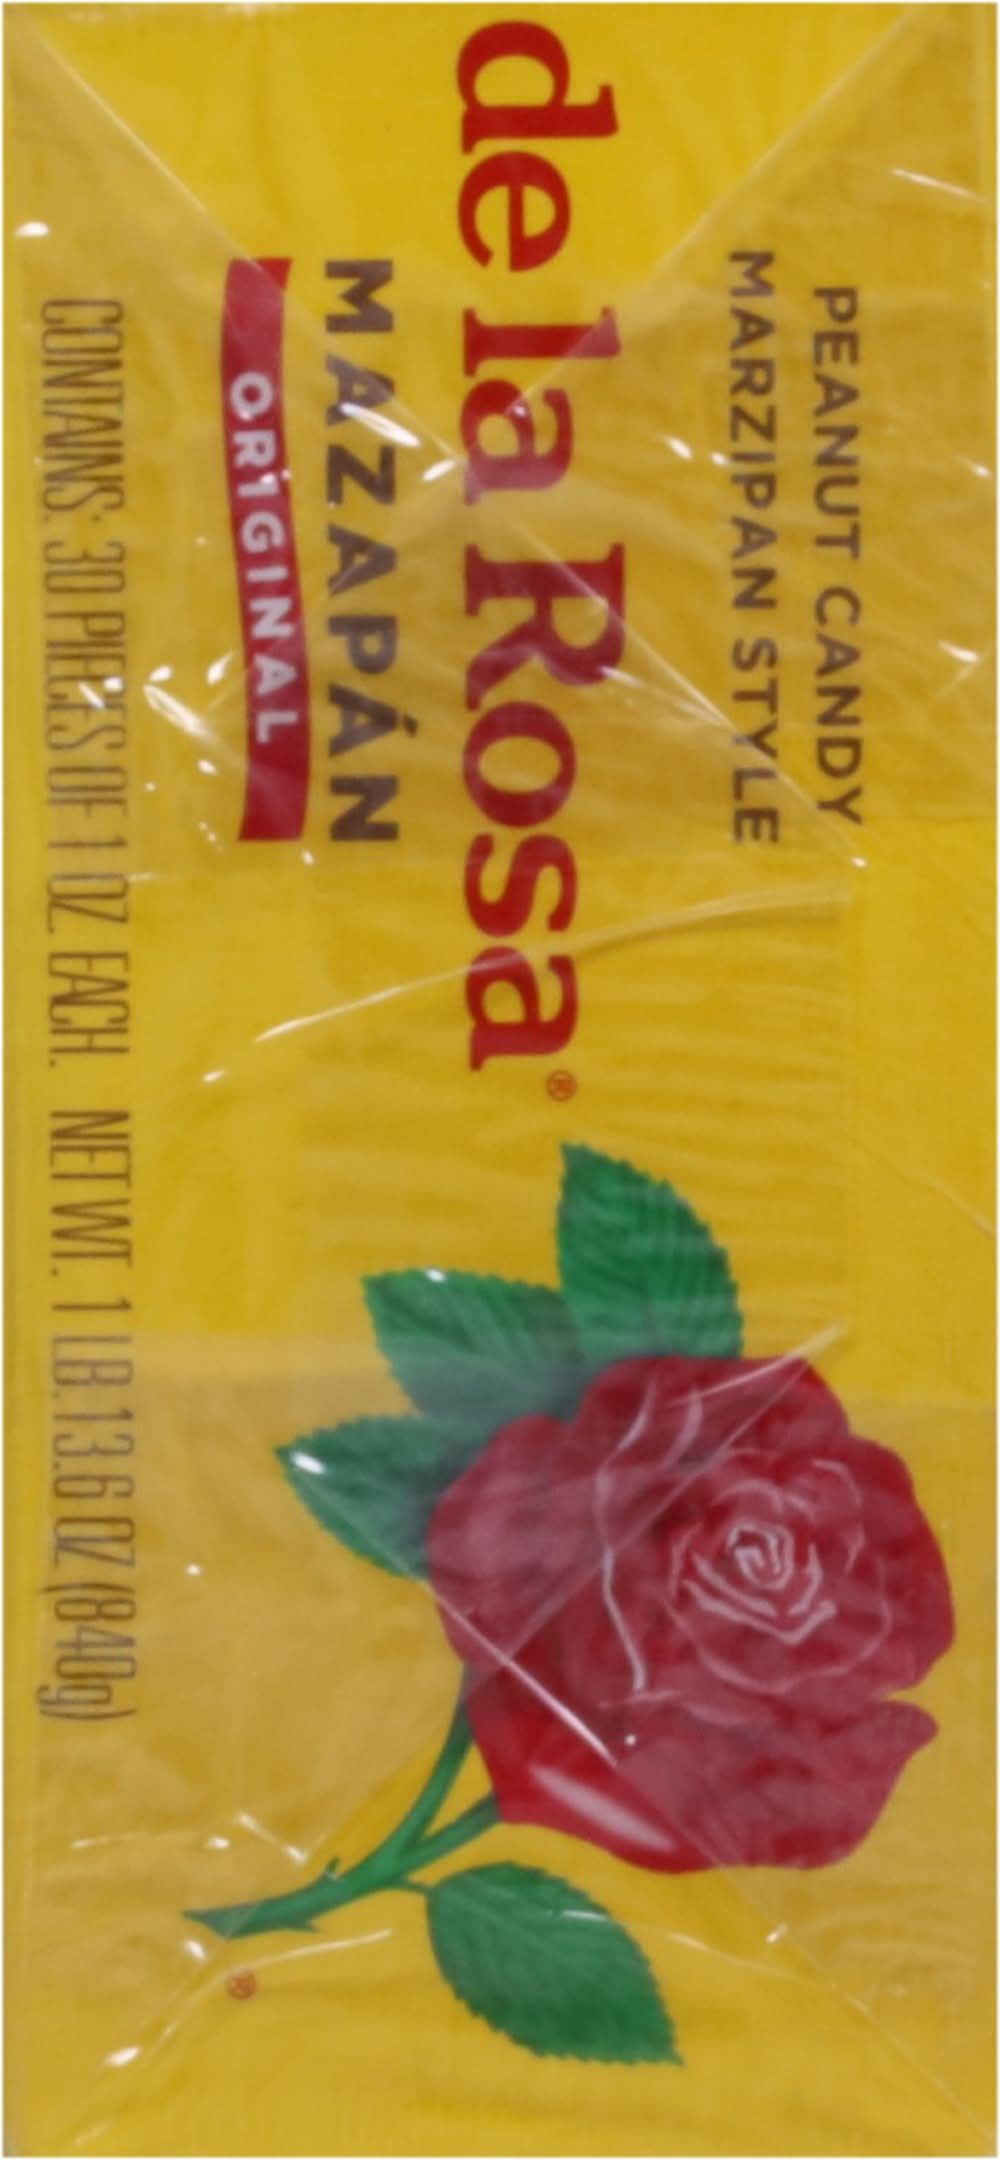 PEANUT CANDY
MARZIPAN STYLE
de la Rosa®
MAZAPÁN
ORIGINAL
CONTAINS: 30 PIECES OF 1 OZ. EACH. NET WT. 1 LB.13.6 OZ (840g)
®